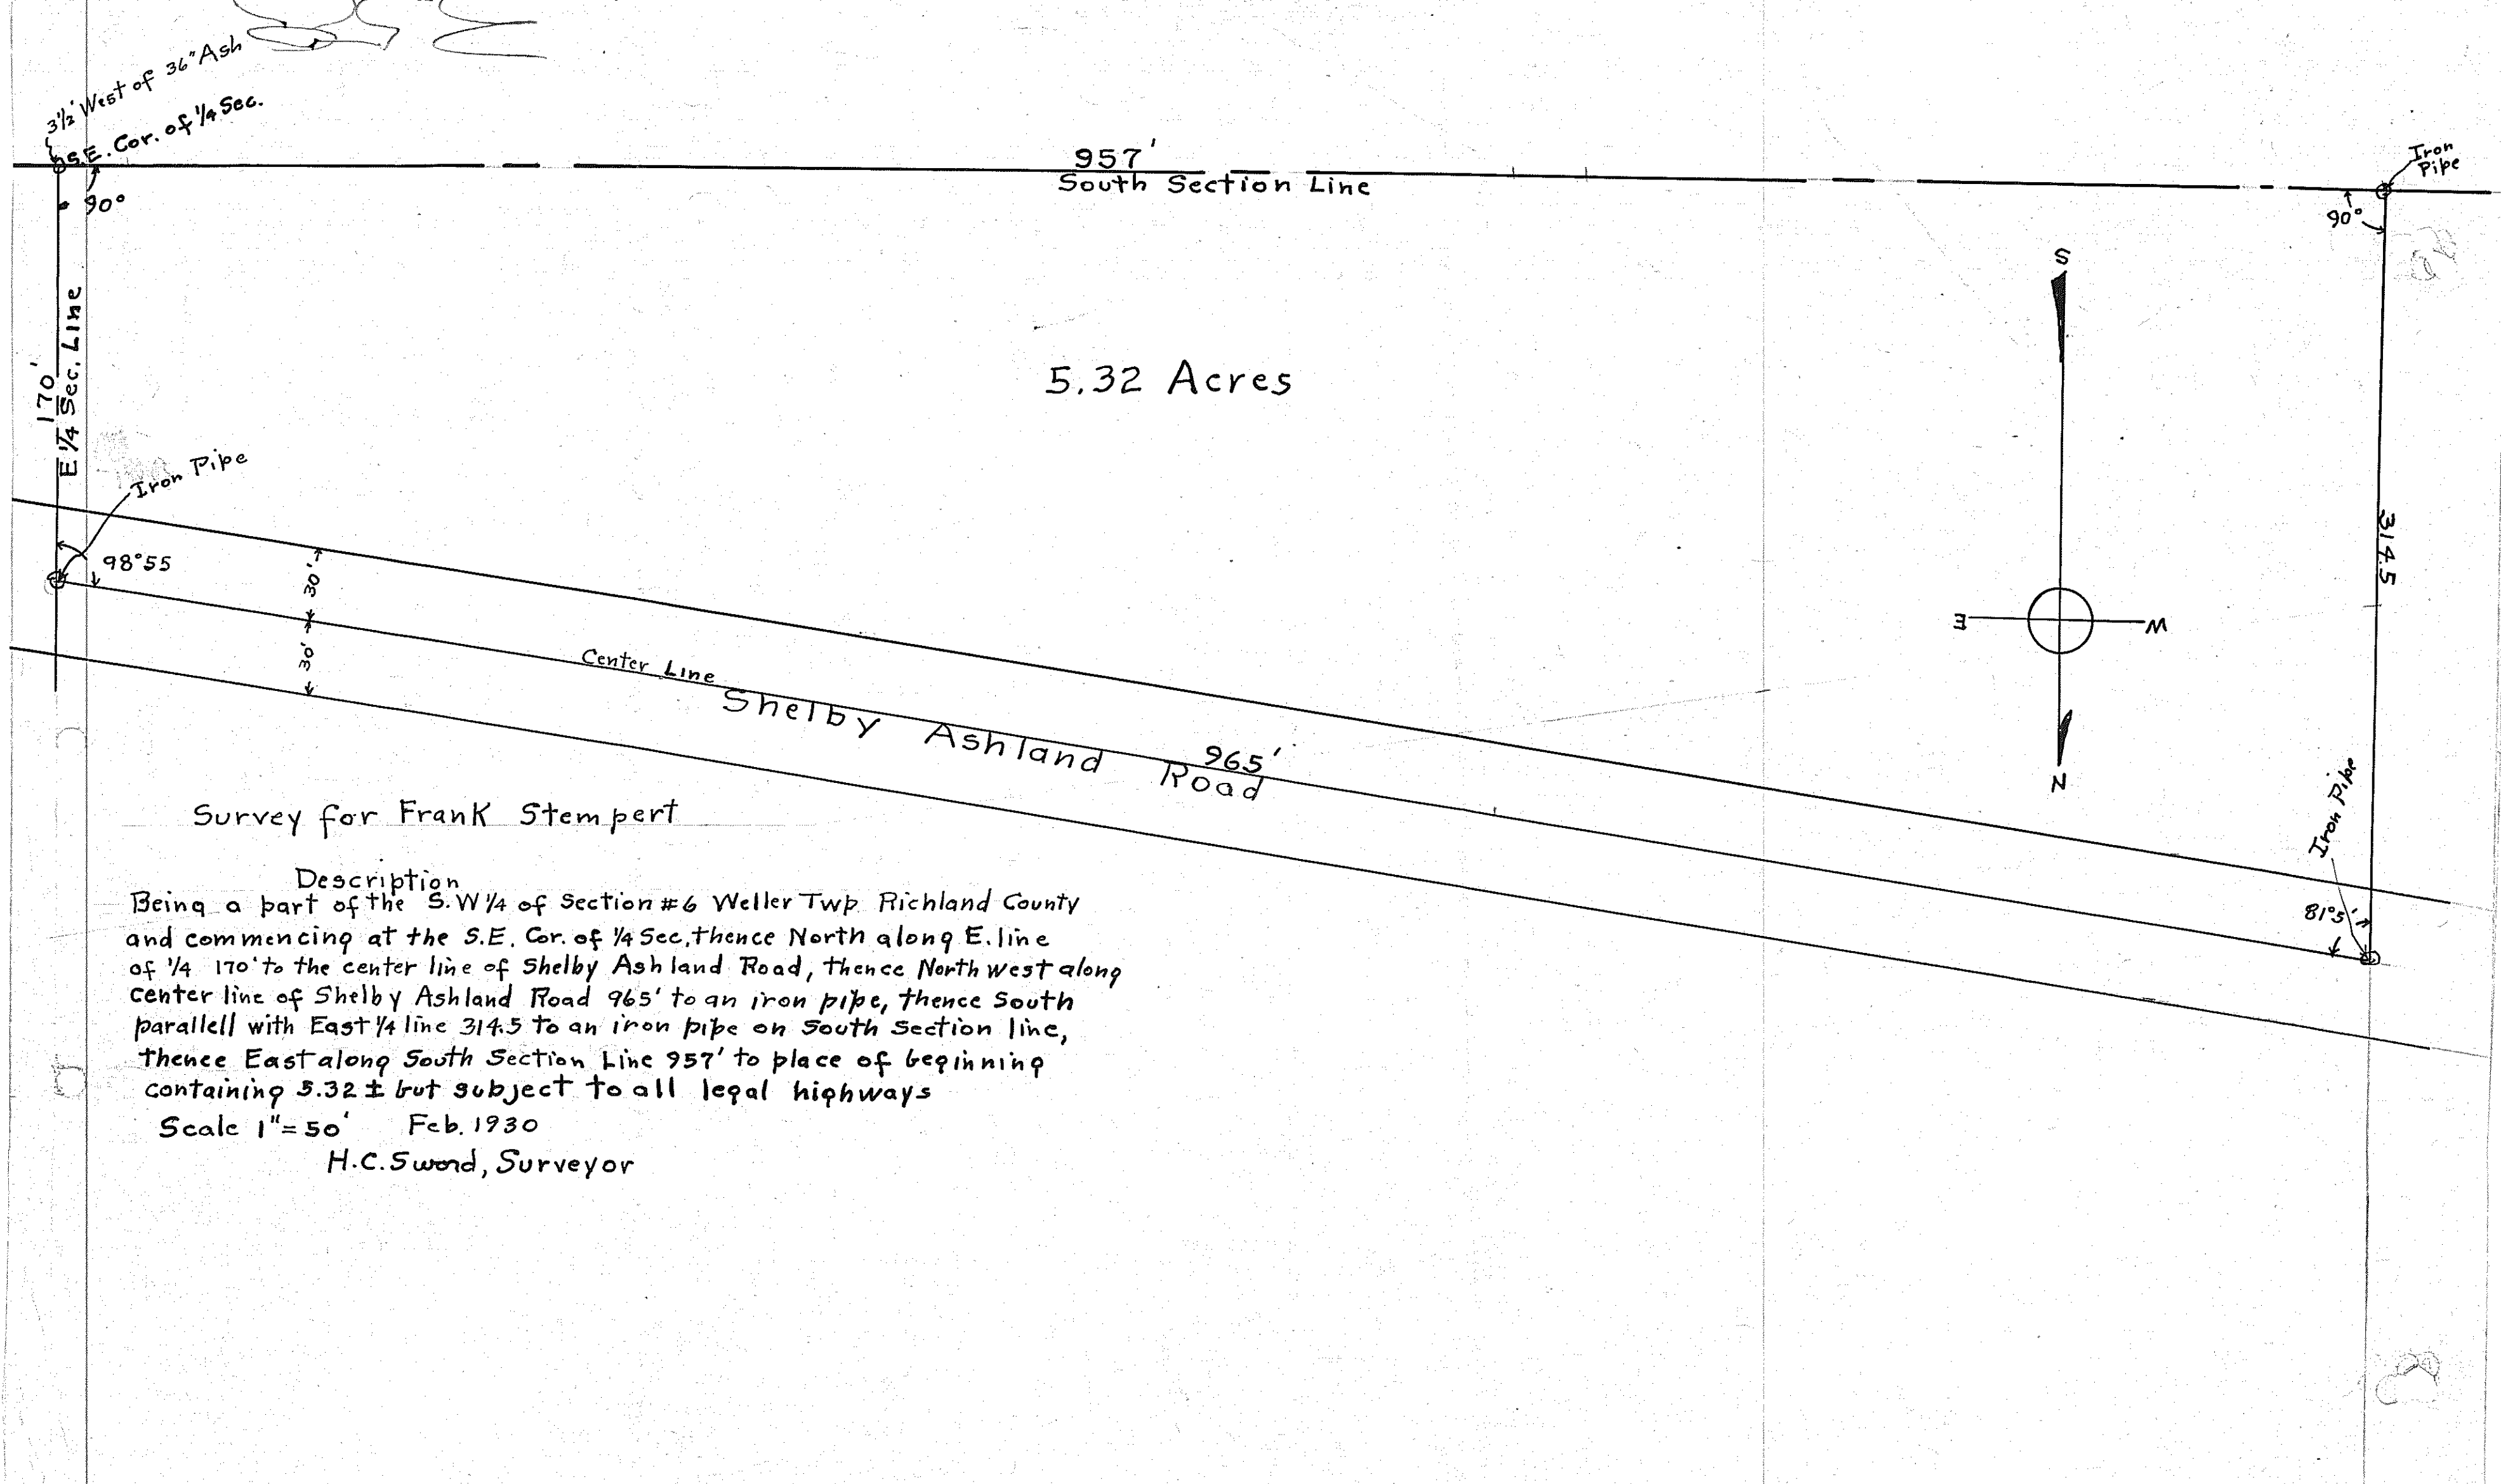 3½' West of 36" Ash
S.E. Cor. of ¼ Sec.
90°
957'
South Section Line
Iron
Pipe
90°
S
170'
E ¼ Sec. Line
5.32 Acres
Iron Pipe
98°55
30'
30'
314.5
E
W
N
Center Line
Shelby Ashland Road
965'
Iron Pipe
81°5'
Survey for Frank Stempert
Description
Being a part of the S.W ¼ of Section #6 Weller Twp Richland County
and commencing at the S.E. Cor. of ¼ Sec, thence North along E. line
of ¼ 170' to the center line of Shelby Ashland Road, thence North west along
center line of Shelby Ashland Road 965' to an iron pipe, thence South
parallell with East ¼ line 314.5 to an iron pipe on South Section line,
thence East along South Section Line 957' to place of beginning
containing 5.32 ± but subject to all legal highways
Scale 1" = 50' Feb. 1930
H.C. Sword, Surveyor